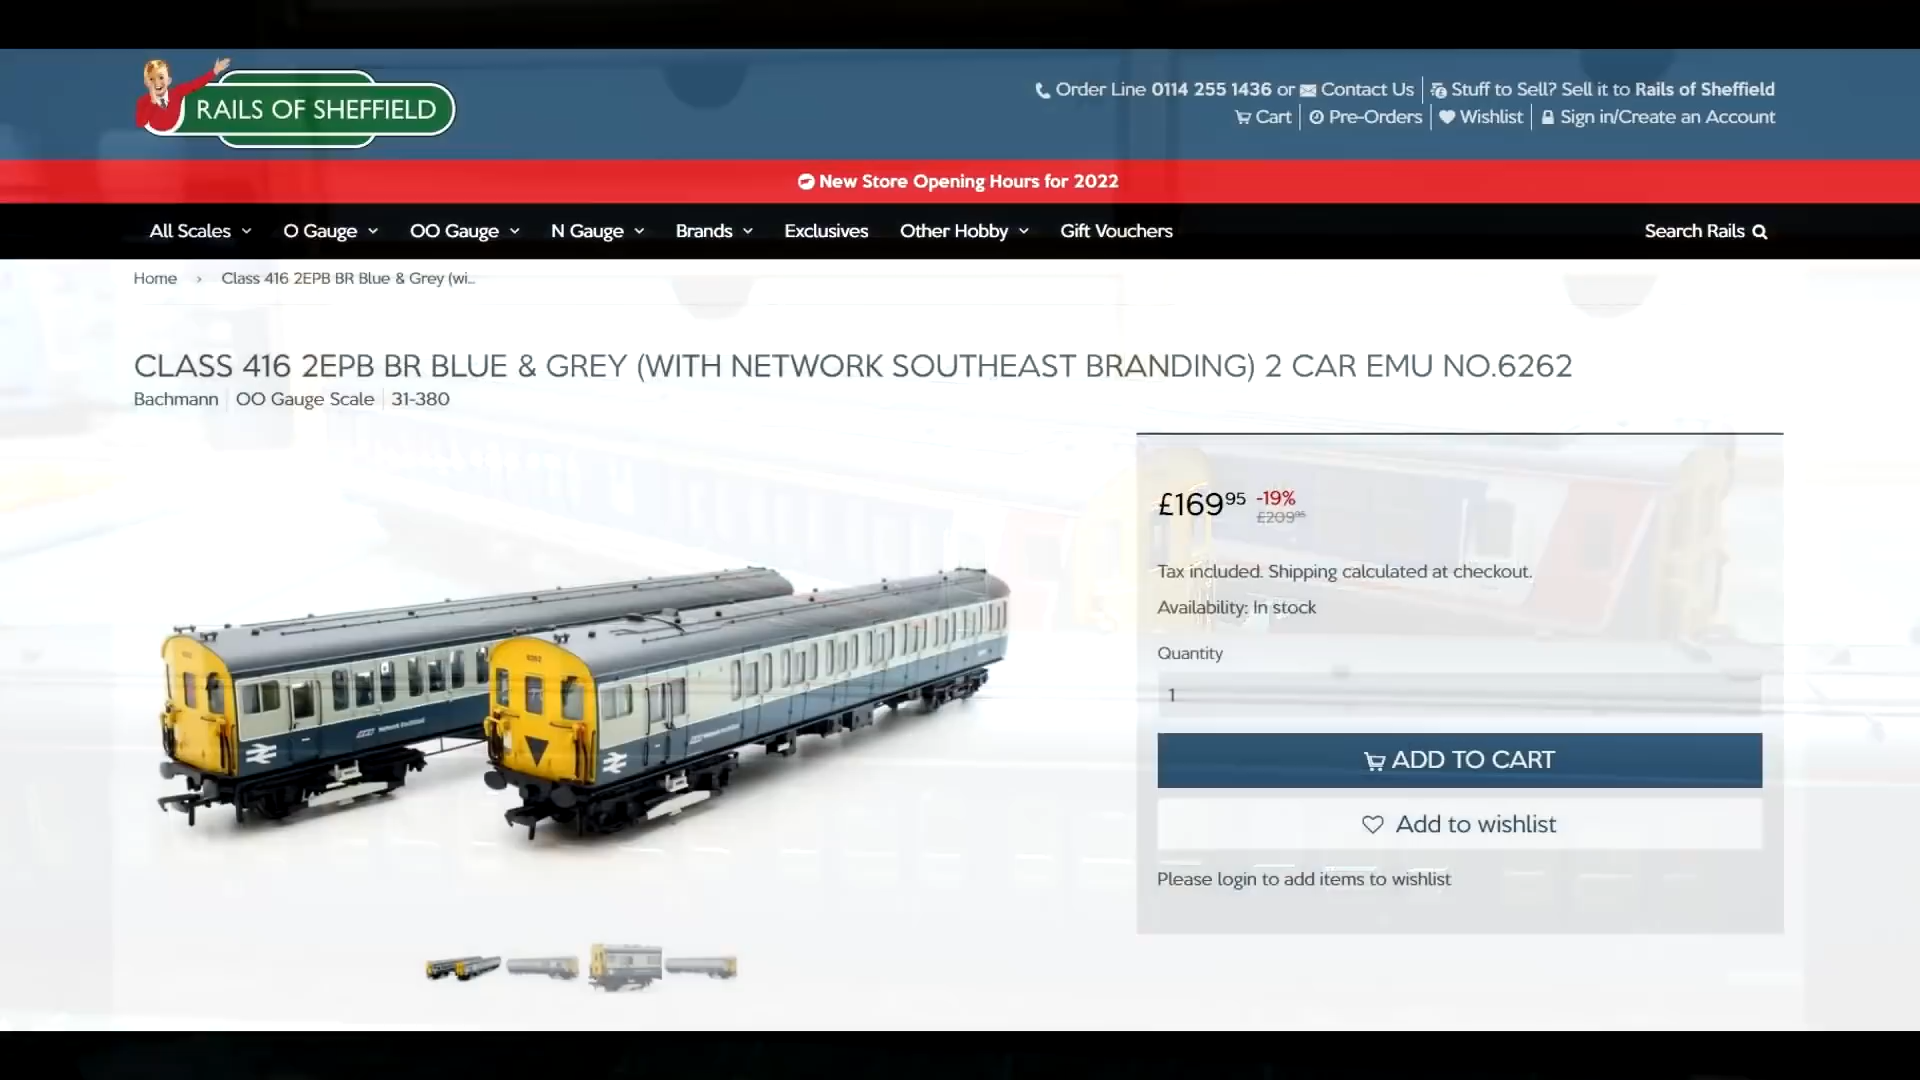 RAILS OF SHEFFIELD
Order Line 0114 255 1436 or Contact Us Stuff to Sell? Sell it to Rails of Sheffield
Cart Pre-Orders Wishlist Sign in/Create an Account
New Store Opening Hours for 2022
All Scales O Gauge OO Gauge N Gauge Brands Exclusives Other Hobby Gift Vouchers Search Rails
Home › Class 416 2EPB BR Blue & Grey (wi...
CLASS 416 2EPB BR BLUE & GREY (WITH NETWORK SOUTHEAST BRANDING) 2 CAR EMU NO.6262
Bachmann OO Gauge Scale 31-380
£169 95 -19%
£209 95
Tax included. Shipping calculated at checkout.
Availability: In stock
Quantity
1
ADD TO CART
Add to wishlist
Please login to add items to wishlist